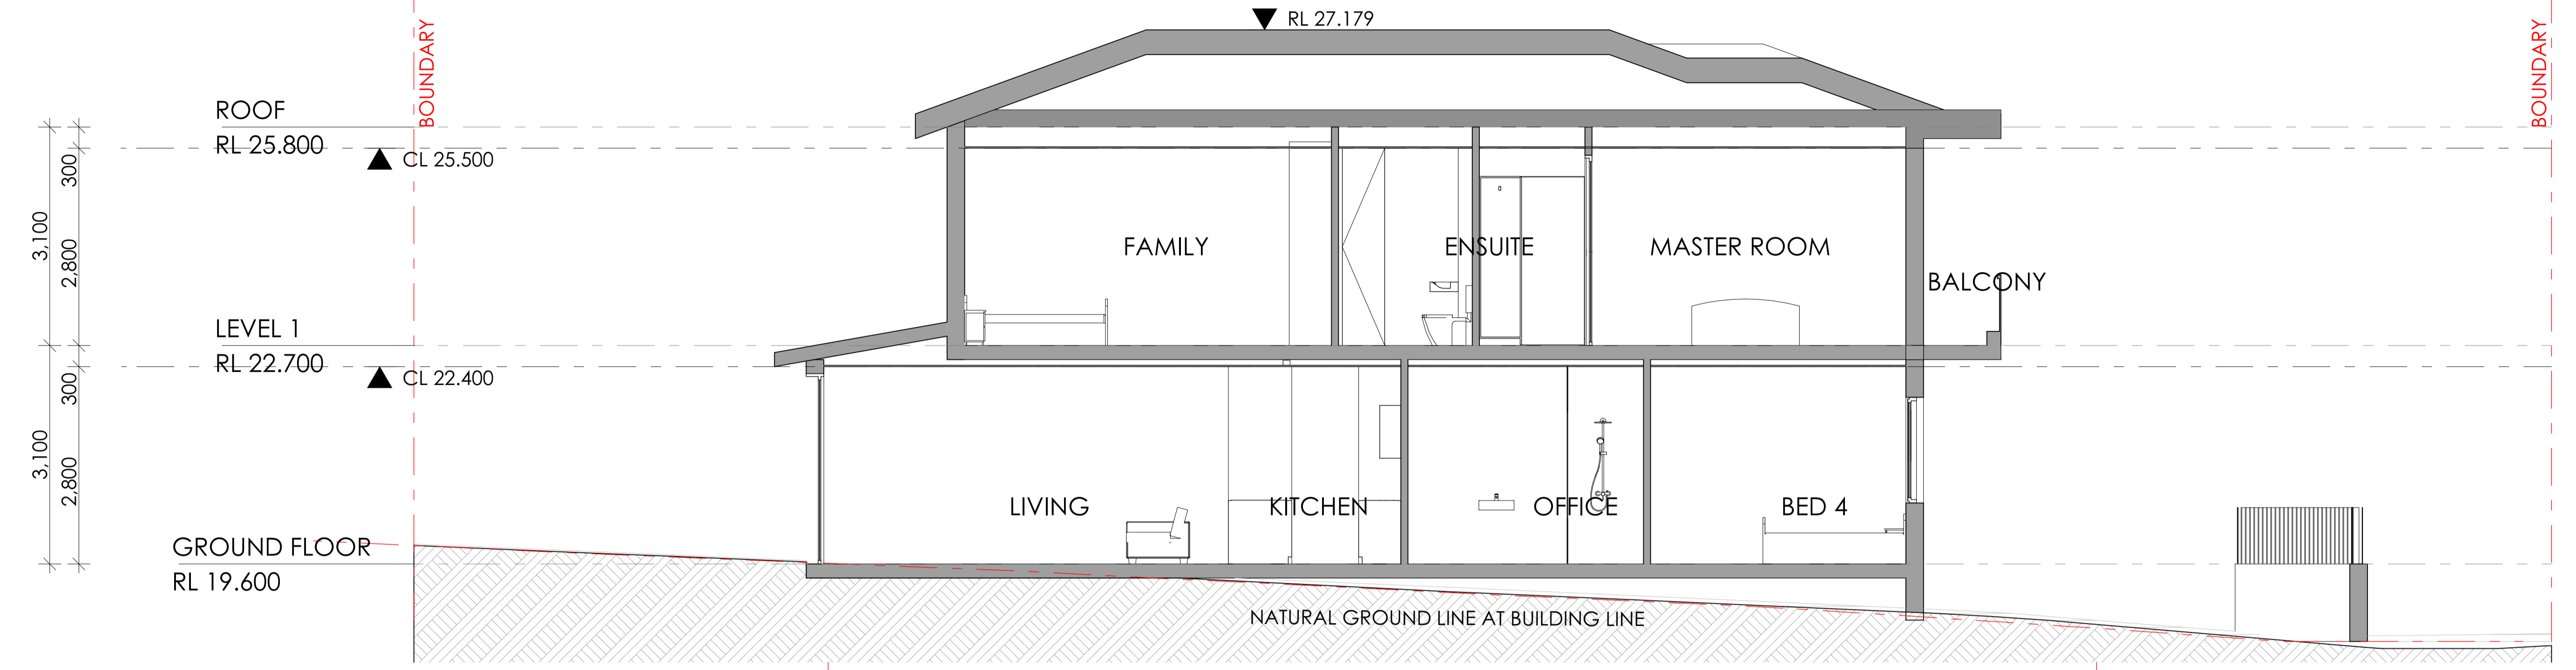 RL 27.179
BOUNDARY
BOUNDARY
ROOF
RL 25.800
CL 25.500
300
3,100
2,800
FAMILY
ENSUITE
MASTER ROOM
BALCONY
LEVEL 1
RL 22.700
CL 22.400
300
3,100
2,800
LIVING
KITCHEN
OFFICE
BED 4
GROUND FLOOR
RL 19.600
NATURAL GROUND LINE AT BUILDING LINE